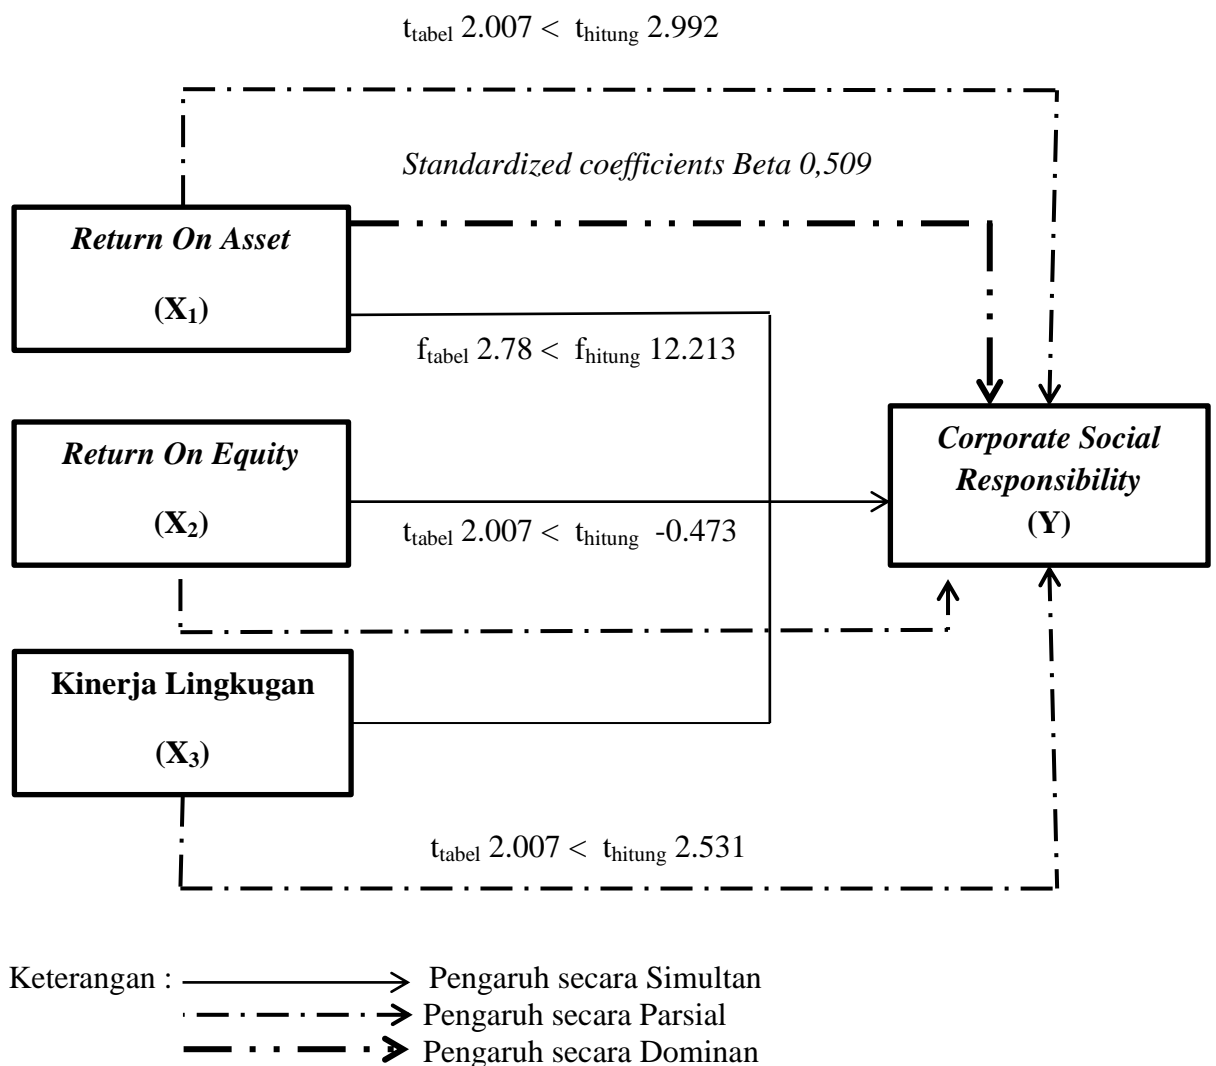 t_tabel 2.007 < t_hitung 2.992
Standardized coefficients Beta 0,509
Return On Asset
(X₁)
f_tabel 2.78 < f_hitung 12.213
Return On Equity
(X₂)
Corporate Social
Responsibility
(Y)
t_tabel 2.007 < t_hitung -0.473
Kinerja Lingkugan
(X₃)
t_tabel 2.007 < t_hitung 2.531
Keterangan : Pengaruh secara Simultan
Pengaruh secara Parsial
Pengaruh secara Dominan